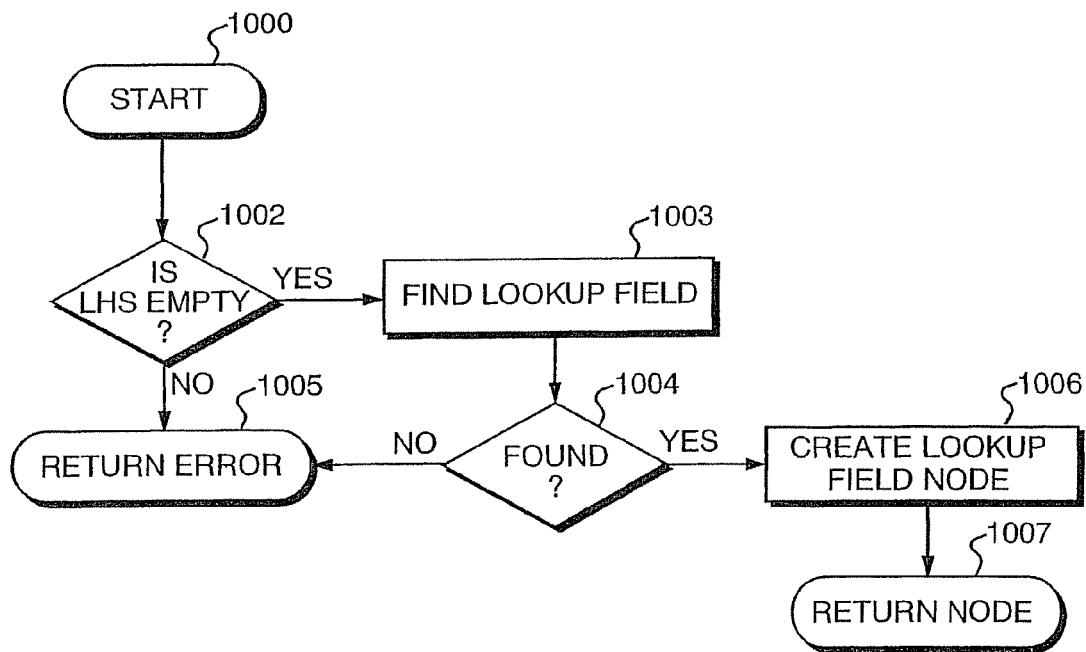 1000
START
1002
IS
LHS EMPTY
?
YES
1003
FIND LOOKUP FIELD
NO
1005
RETURN ERROR
1004
FOUND
?
NO
YES
1006
CREATE LOOKUP
FIELD NODE
1007
RETURN NODE